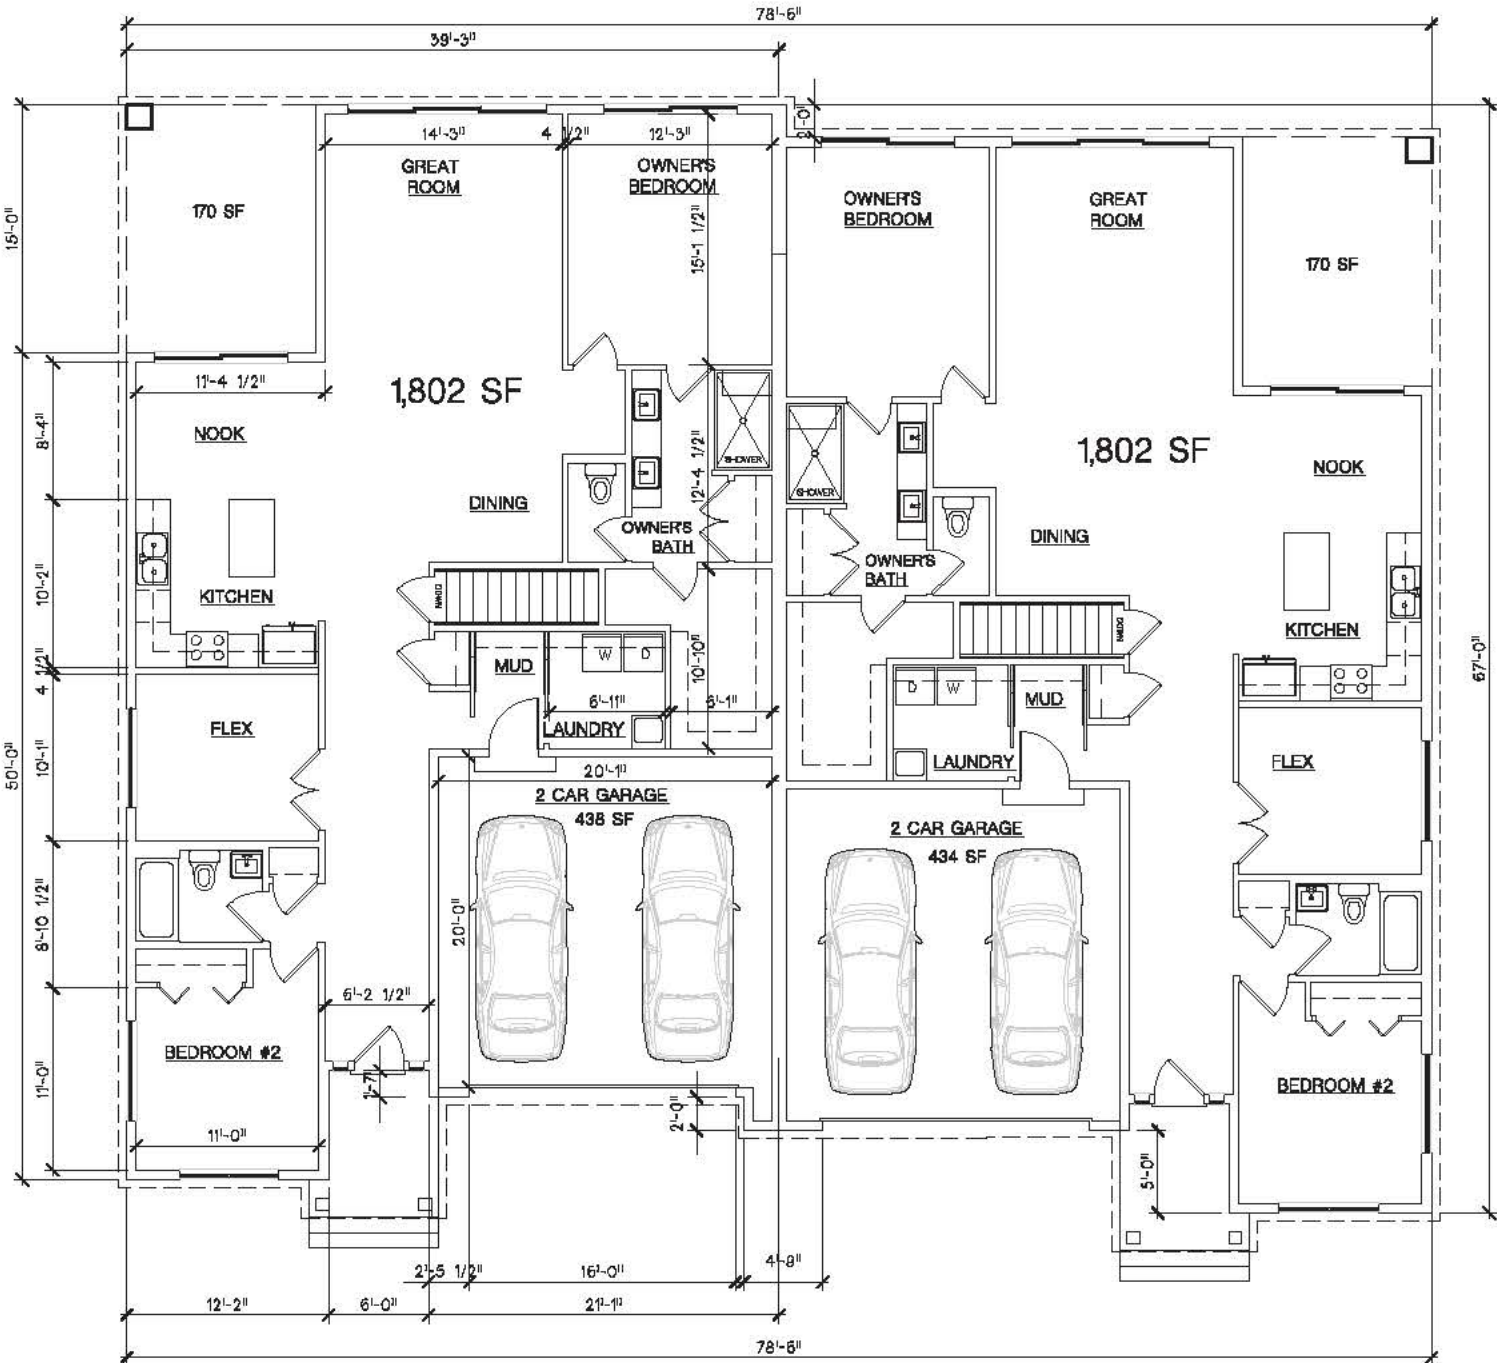 78'-6"
39'-3"
2'-0"
14'-3"
4 1/2"
12'-3"
GREAT
ROOM
OWNER'S
BEDROOM
OWNER'S
BEDROOM
GREAT
ROOM
170 SF
15'-0"
15'-1 1/2"
170 SF
11'-4 1/2"
1,802 SF
8'-4"
NOOK
1,802 SF
NOOK
SHOWER
12'-4 1/2"
SHOWER
DINING
OWNER'S
BATH
DINING
OWNER'S
BATH
10'-2"
KITCHEN
DOWN
DOWN
KITCHEN
4 1/2"
MUD
W
D
10'-10"
D
W
MUD
67'-0"
6'-11"
5'-1"
FLEX
LAUNDRY
LAUNDRY
FLEX
50'-0"
10'-1"
20'-1"
2 CAR GARAGE
438 SF
2 CAR GARAGE
434 SF
8'-10 1/2"
20'-0"
6'-2 1/2"
BEDROOM #2
11'-0"
1'-7"
2'-0"
BEDROOM #2
11'-0"
5'-0"
2'-5 1/2"
16'-0"
4'-8"
12'-2"
6'-0"
21'-1"
78'-6"